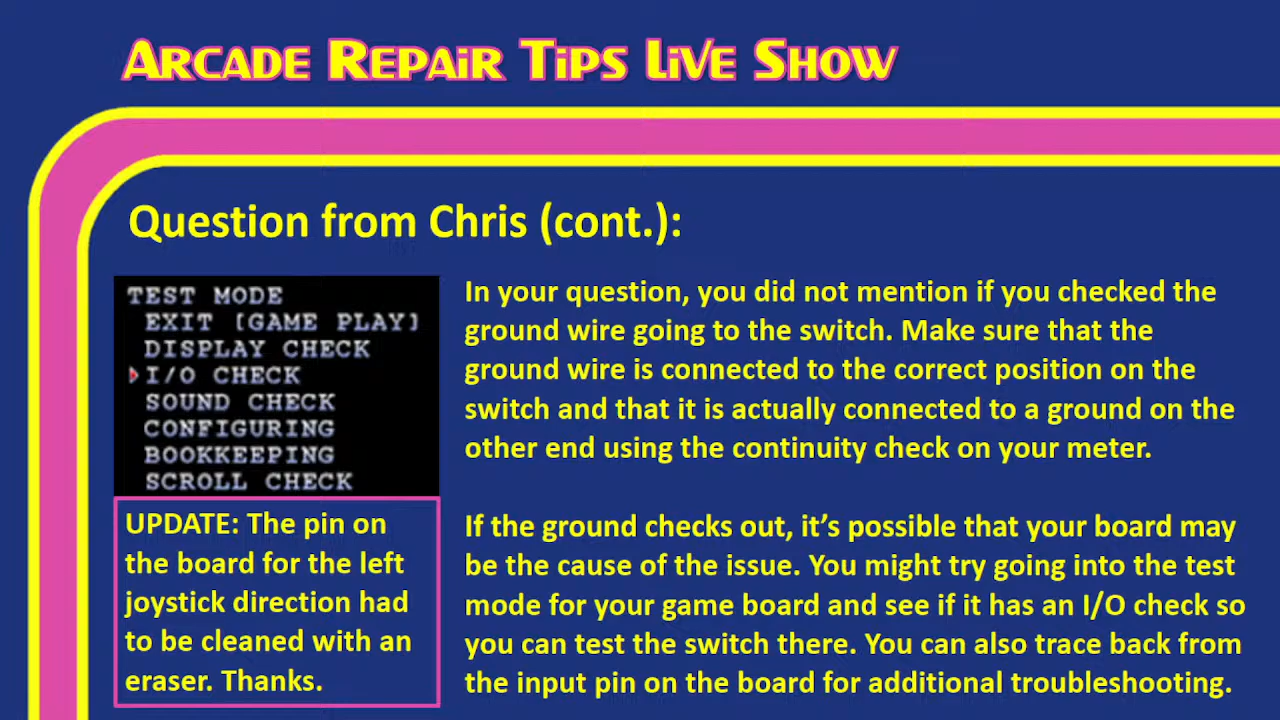 ARCADE REPAIR TIPS LIVE SHOW
Question from Chris (cont.):
TEST MODE
EXIT [GAME PLAY]
DISPLAY CHECK
I/O CHECK
SOUND CHECK
CONFIGURING
BOOKKEEPING
SCROLL CHECK
UPDATE: The pin on
the board for the left
joystick direction had
to be cleaned with an
eraser. Thanks.
In your question, you did not mention if you checked the
ground wire going to the switch. Make sure that the
ground wire is connected to the correct position on the
switch and that it is actually connected to a ground on the
other end using the continuity check on your meter.
If the ground checks out, it’s possible that your board may
be the cause of the issue. You might try going into the test
mode for your game board and see if it has an I/O check so
you can test the switch there. You can also trace back from
the input pin on the board for additional troubleshooting.